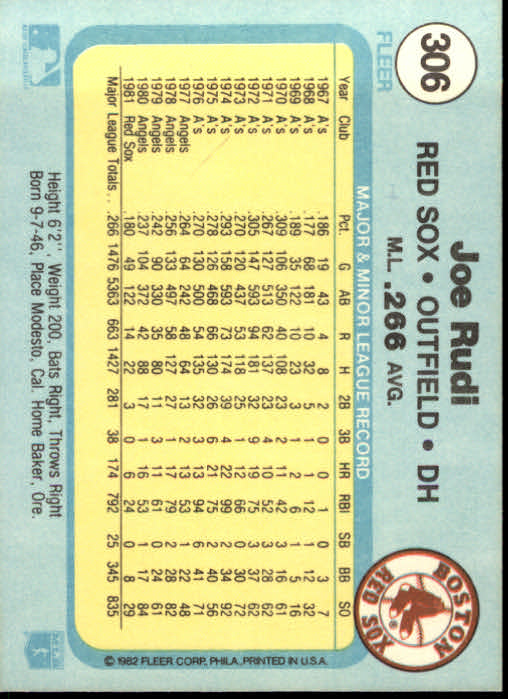 306
FLEER
Joe Rudi
RED SOX • OUTFIELD • DH
M.L. .266 AVG.
BOSTON RED SOX
MAJOR & MINOR LEAGUE RECORD
Year Club Pct. G AB R H 2B 3B HR RBI SB BB SO
1967 A's .186 19 43 4 8 2 0 0 1 0 3 7
1968 A's .177 68 181 10 32 5 1 1 12 1 12 32
1969 A's .189 35 122 10 23 3 1 2 6 1 5 16
1970 A's .309 106 350 40 108 23 2 11 42 3 16 61
1971 A's .267 127 513 62 137 23 4 10 52 3 28 62
1972 A's .305 147 593 94 181 32 9 19 75 3 37 62
1973 A's .270 120 437 53 118 25 1 12 66 0 30 72
1974 A's .293 158 593 73 174 39 4 22 99 2 34 92
1975 A's .278 126 468 66 130 26 6 21 75 2 40 56
1976 A's .270 130 500 54 135 32 3 13 94 6 41 71
1977 Angels .264 64 242 48 64 13 2 13 53 1 22 48
1978 Angels .256 133 497 58 127 27 1 17 79 2 28 82
1979 Angels .242 90 330 35 80 11 3 11 61 0 24 61
1980 Angels .237 104 372 42 88 17 1 16 53 1 17 84
1981 Red Sox .180 49 122 14 22 3 0 6 24 0 8 29
Major League Totals . . .266 1476 5363 663 1427 281 38 174 792 25 345 835
© 1982 FLEER CORP., PHILA., PRINTED IN U.S.A.
Height 6'2", Weight 200, Bats Right, Throws Right
Born 9-7-46, Place Modesto, Cal. Home Baker, Ore.